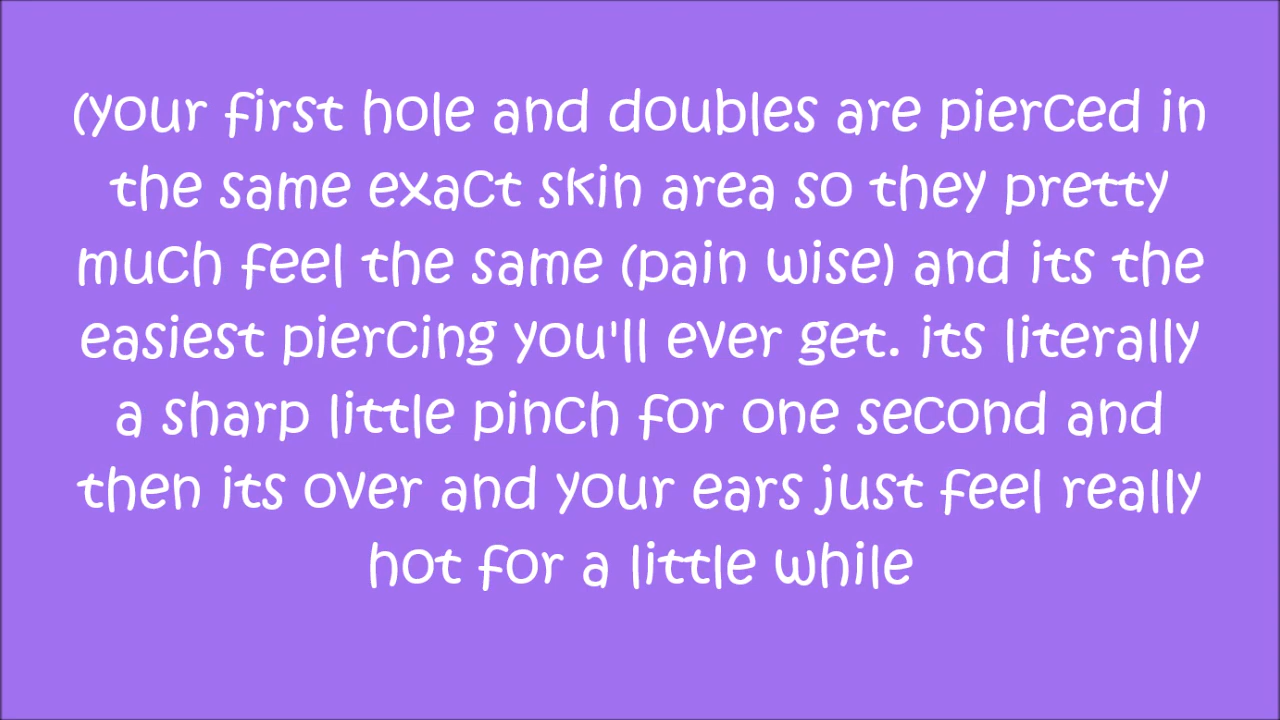 (your first hole and doubles are pierced in
the same exact skin area so they pretty
much feel the same (pain wise) and its the
easiest piercing you'll ever get. its literally
a sharp little pinch for one second and
then its over and your ears just feel really
hot for a little while